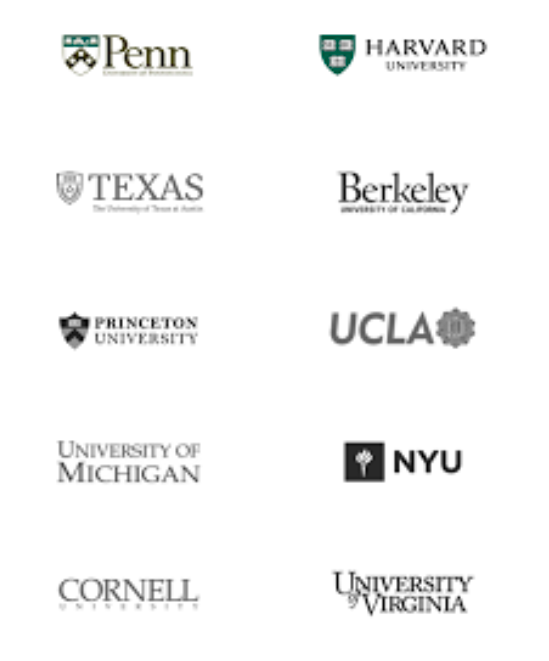 Penn
University of Pennsylvania
HARVARD
UNIVERSITY
TEXAS
The University of Texas at Austin
Berkeley
UNIVERSITY OF CALIFORNIA
PRINCETON
UNIVERSITY
UCLA
UNIVERSITY OF
MICHIGAN
NYU
CORNELL
UNIVERSITY
UNIVERSITY
of VIRGINIA